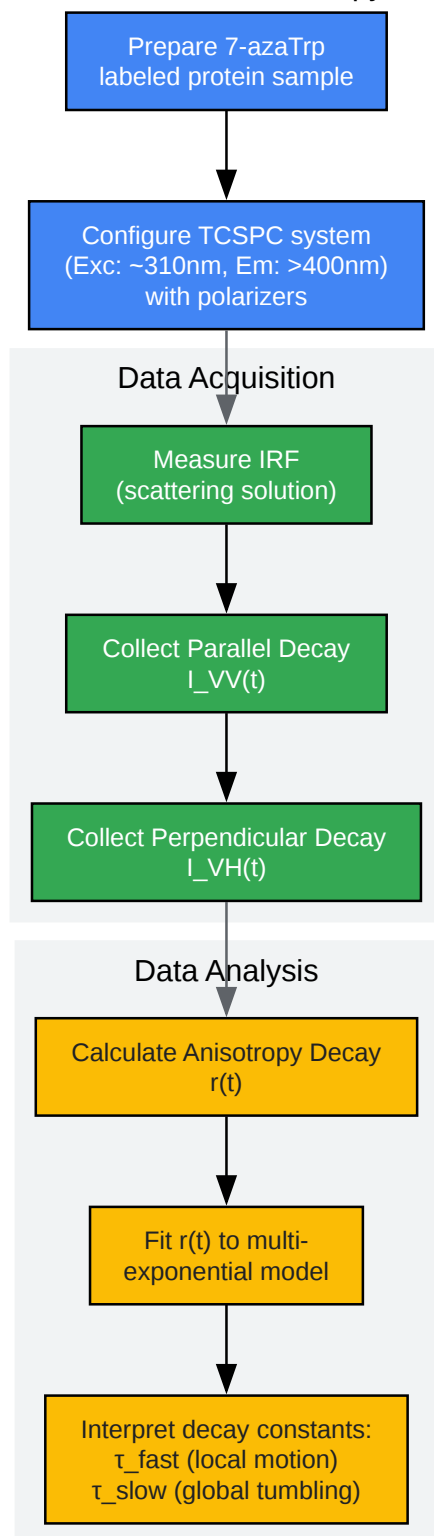 Prepare 7-azaTrp
labeled protein sample
Configure TCSPC system
(Exc: ~310nm, Em: >400nm)
with polarizers
Data Acquisition
Measure IRF
(scattering solution)
Collect Parallel Decay
I_VV(t)
Collect Perpendicular Decay
I_VH(t)
Data Analysis
Calculate Anisotropy Decay
r(t)
Fit r(t) to multi-
exponential model
Interpret decay constants:
τ_fast (local motion)
τ_slow (global tumbling)